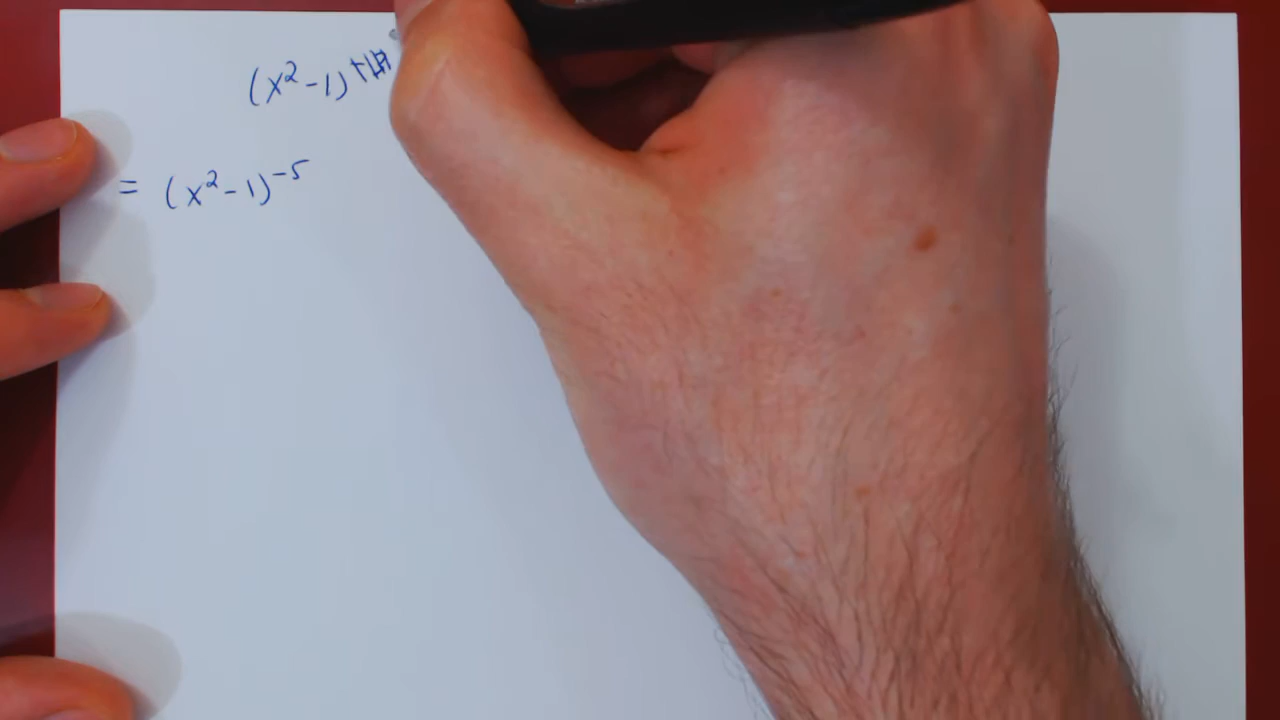 (x²-1)
= (x²-1)⁻⁵